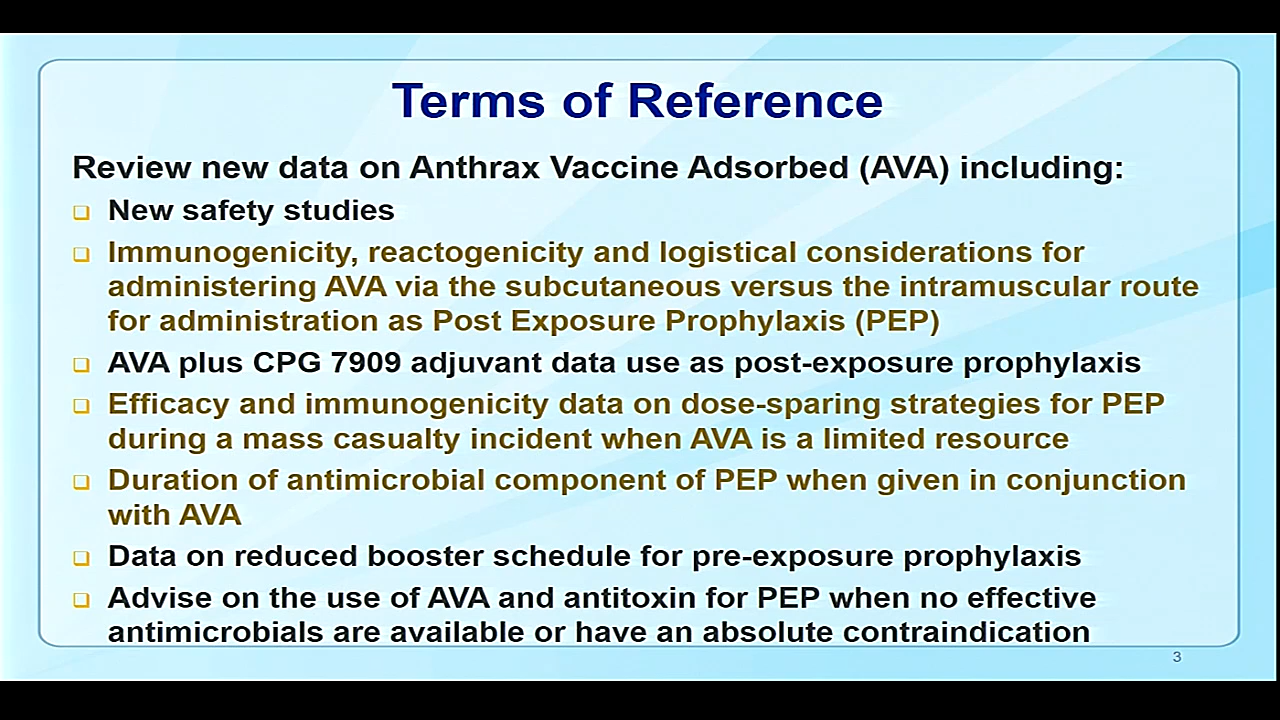 Terms of Reference
Review new data on Anthrax Vaccine Adsorbed (AVA) including:
New safety studies
Immunogenicity, reactogenicity and logistical considerations for
administering AVA via the subcutaneous versus the intramuscular route
for administration as Post Exposure Prophylaxis (PEP)
AVA plus CPG 7909 adjuvant data use as post-exposure prophylaxis
Efficacy and immunogenicity data on dose-sparing strategies for PEP
during a mass casualty incident when AVA is a limited resource
Duration of antimicrobial component of PEP when given in conjunction
with AVA
Data on reduced booster schedule for pre-exposure prophylaxis
Advise on the use of AVA and antitoxin for PEP when no effective
antimicrobials are available or have an absolute contraindication
3